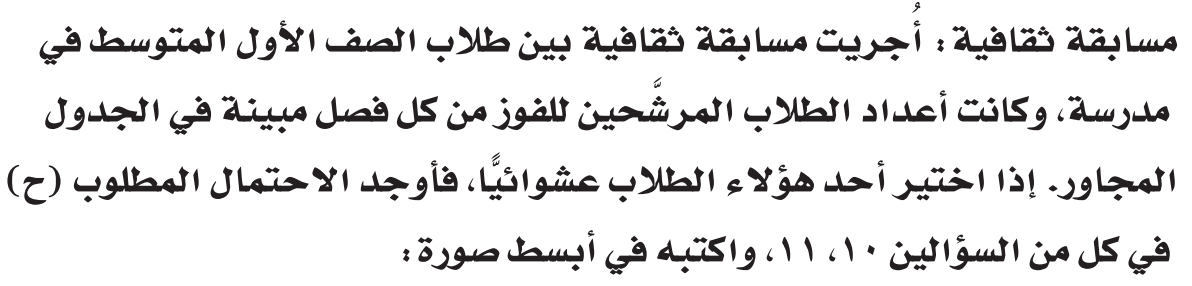 مسابقة ثقافية: أُجريت مسابقة ثقافية بين طلاب الصف الأول المتوسط في
مدرسة، وكانت أعداد الطلاب المرشَّحين للفوز من كل فصل مبينة في الجدول
المجاور. إذا اختير أحد هؤلاء الطلاب عشوائيًّا، فأوجد الاحتمال المطلوب (ح)
في كل من السؤالين ١٠، ١١، واكتبه في أبسط صورة: